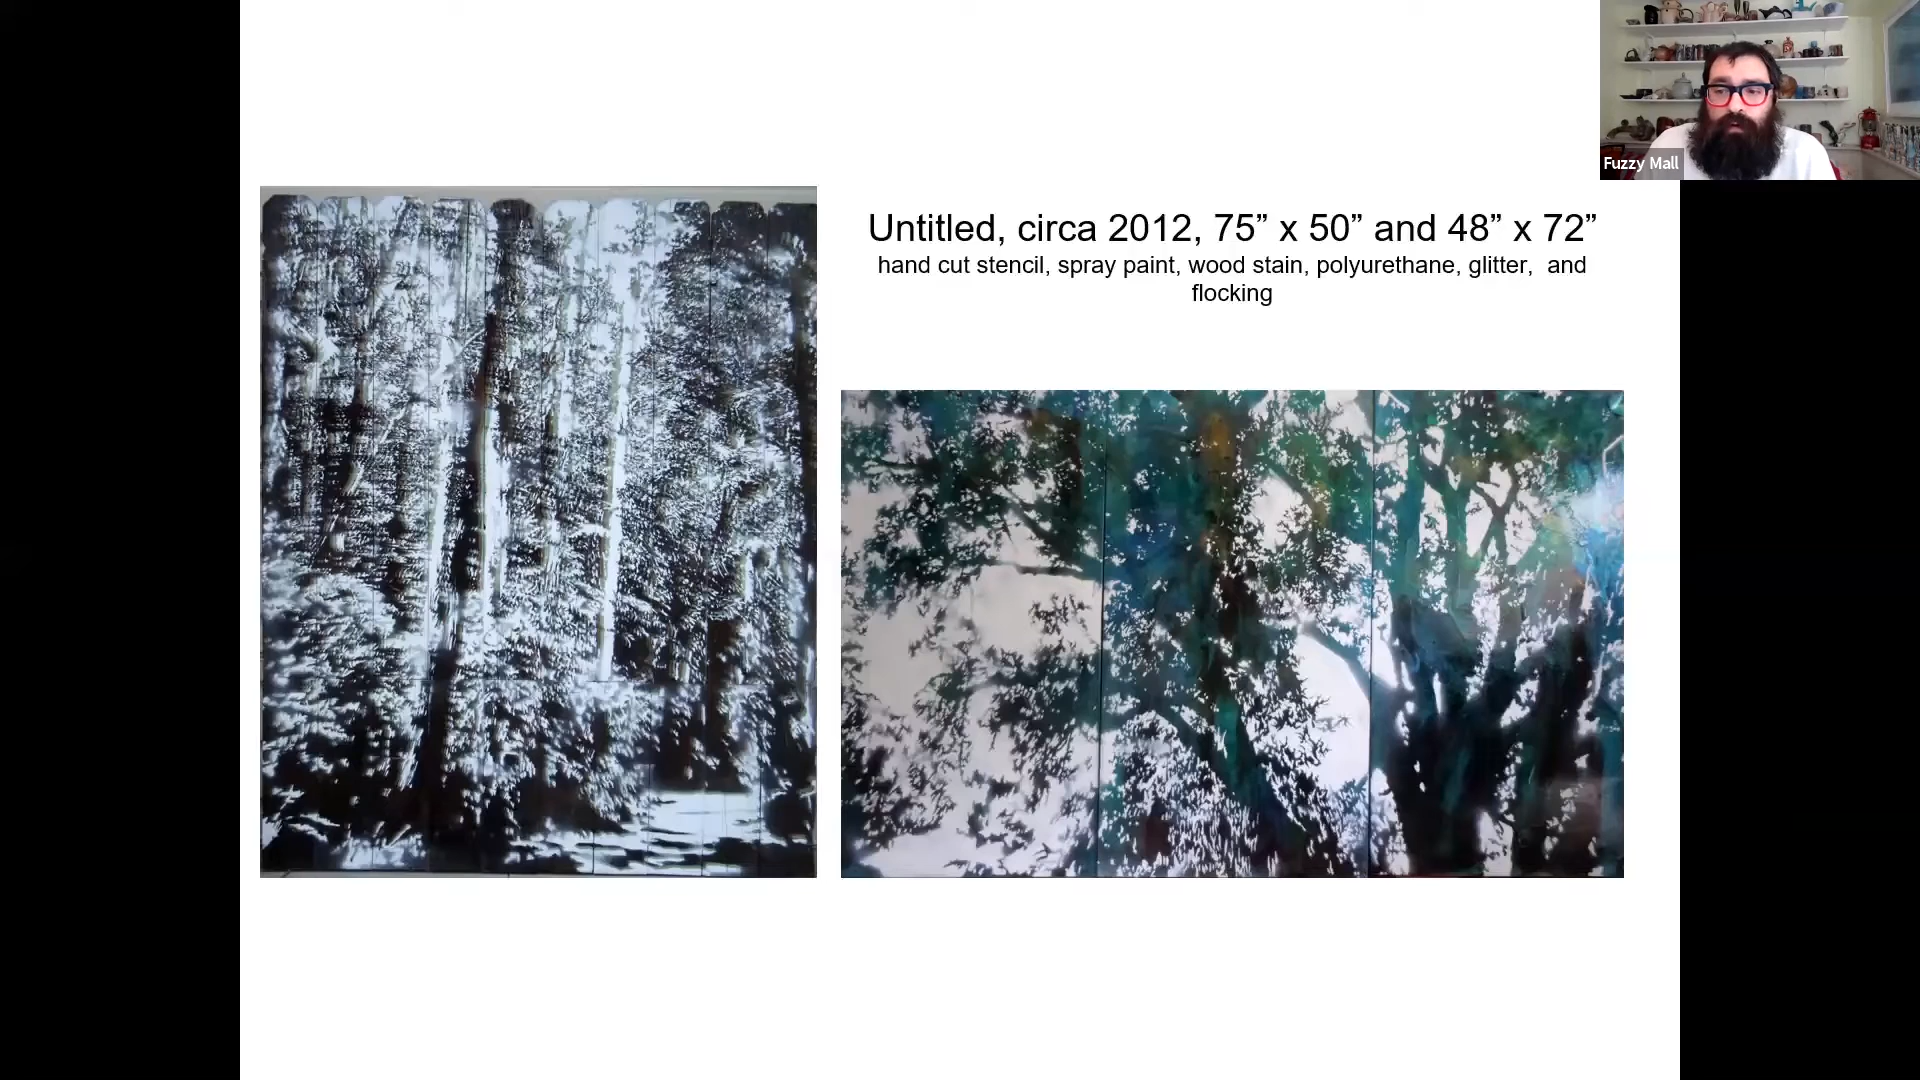 Fuzzy Mall
Untitled, circa 2012, 75” x 50” and 48” x 72”
hand cut stencil, spray paint, wood stain, polyurethane, glitter,  and
flocking